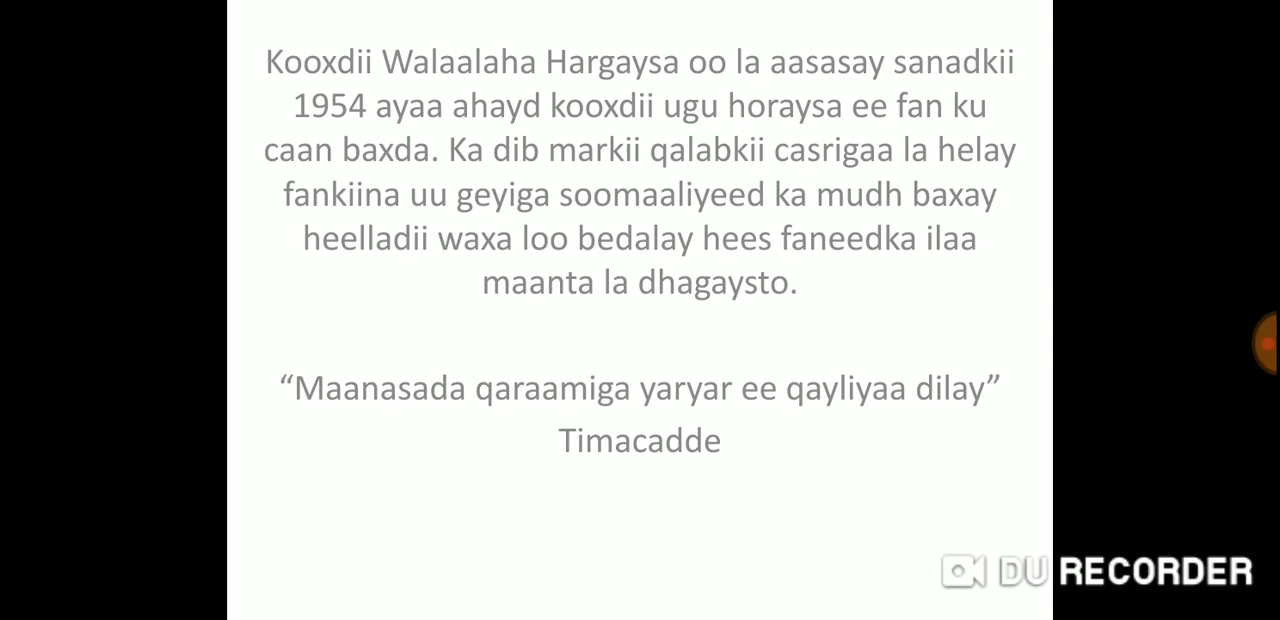 Kooxdii Walaalaha Hargaysa oo la aasasay sanadkii
1954 ayaa ahayd kooxdii ugu horaysa ee fan ku
caan baxda. Ka dib markii qalabkii casrigaa la helay
fankiina uu geyiga soomaaliyeed ka mudh baxay
heelladii waxa loo bedalay hees faneedka ilaa
maanta la dhagaysto.
“Maanasada qaraamiga yaryar ee qayliyaa dilay”
Timacadde
DU RECORDER